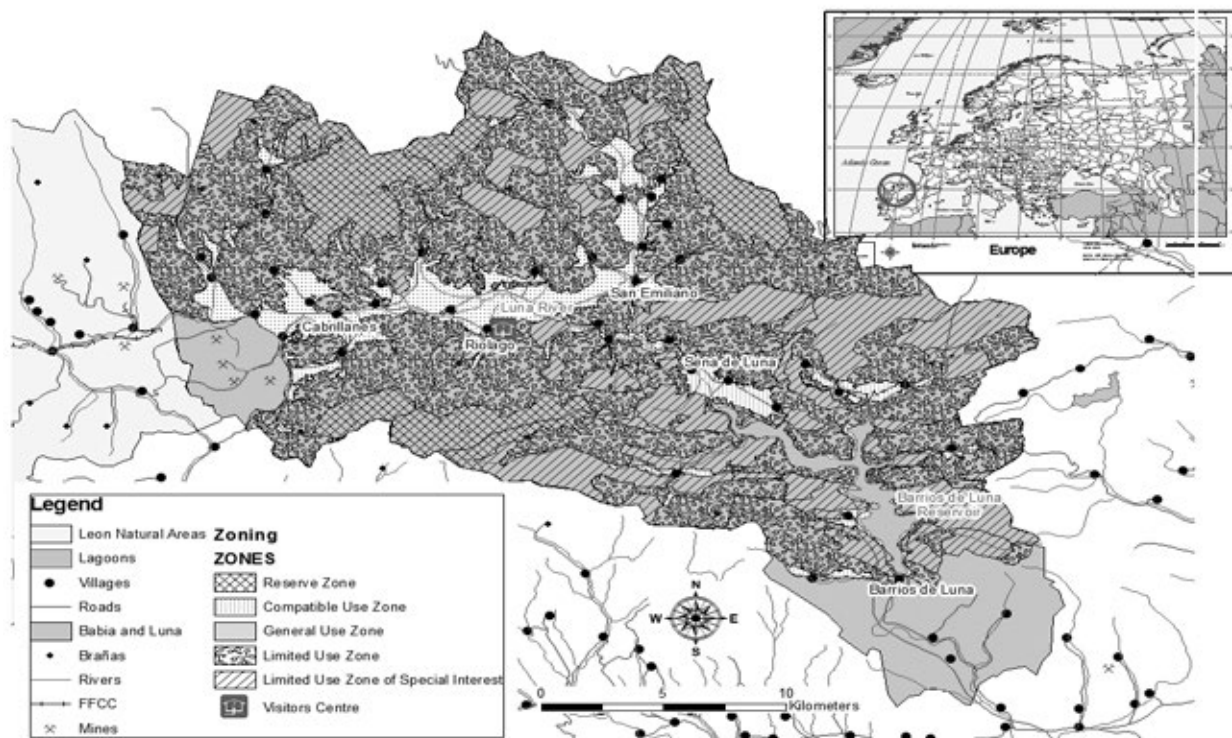 Atlantic Ocean
Europe
San Emiliano
Luna River
Cabrillanes
Riolago
Sena de Luna
Barrios de Luna
Reservoir
Barrios de Luna
Legend
Leon Natural Areas
Lagoons
Villages
Roads
Babia and Luna
Brañas
Rivers
FFCC
Mines
Zoning
ZONES
Reserve Zone
Compatible Use Zone
General Use Zone
Limited Use Zone
Limited Use Zone of Special Interest
Visitors Centre
N
W E
S
0 5 10
Kilometers